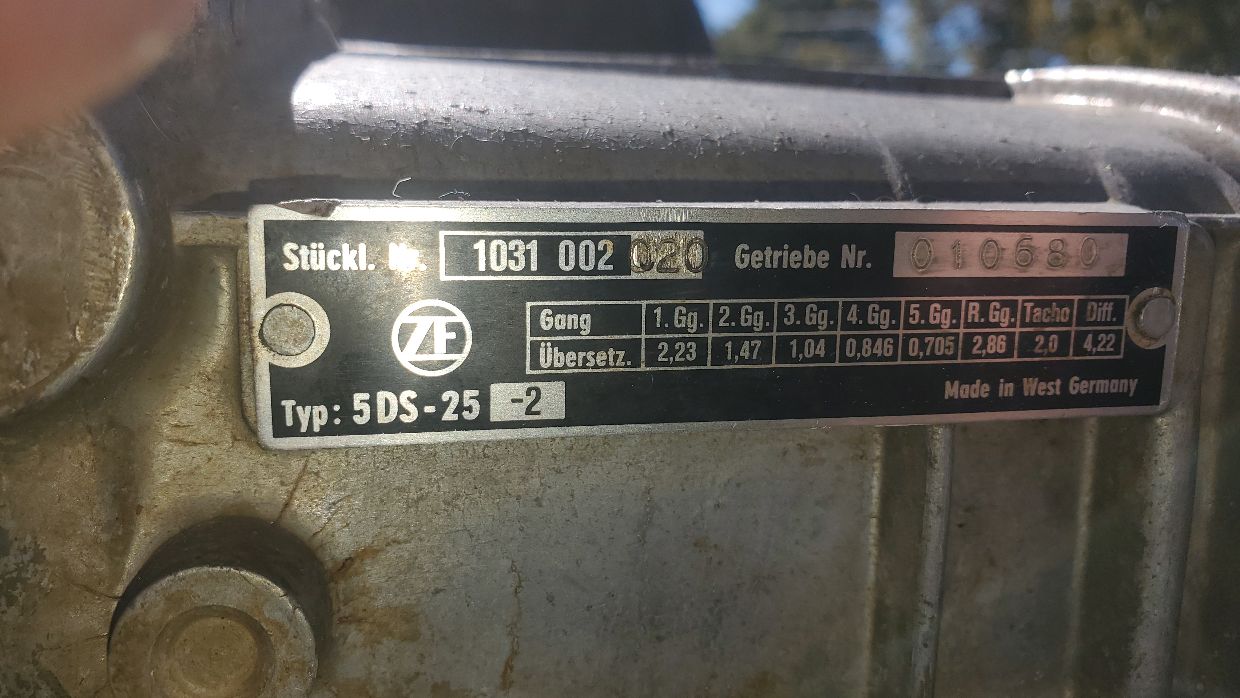 Stückl. Nr. 1031 002 020 Getriebe Nr. 010680
ZF
Gang 1. Gg. 2. Gg. 3. Gg. 4. Gg. 5. Gg. R. Gg. Tacho Diff.
Übersetz. 2,23 1,47 1,04 0,846 0,705 2,86 2,0 4,22
Typ: 5DS-25 -2 Made in West Germany